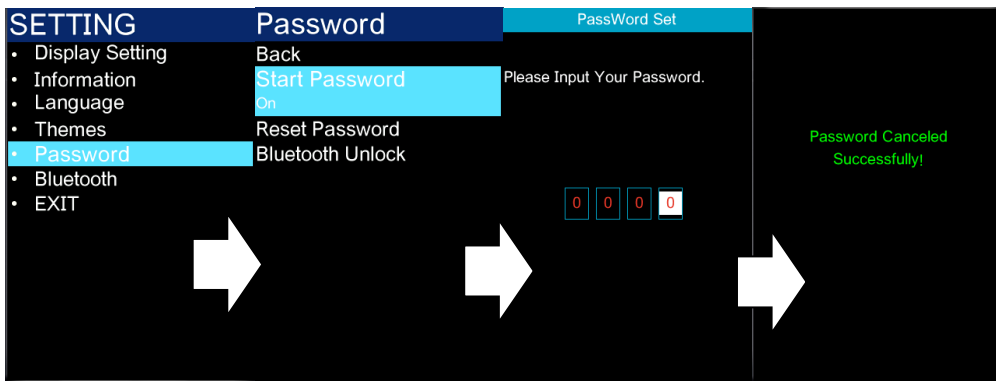 SETTING
• Display Setting
• Information
• Language
• Themes
• Password
• Bluetooth
• EXIT
Password
Back
Start Password
On
Reset Password
Bluetooth Unlock
PassWord Set
Please Input Your Password.
0 0 0 0
Password Canceled
Successfully!